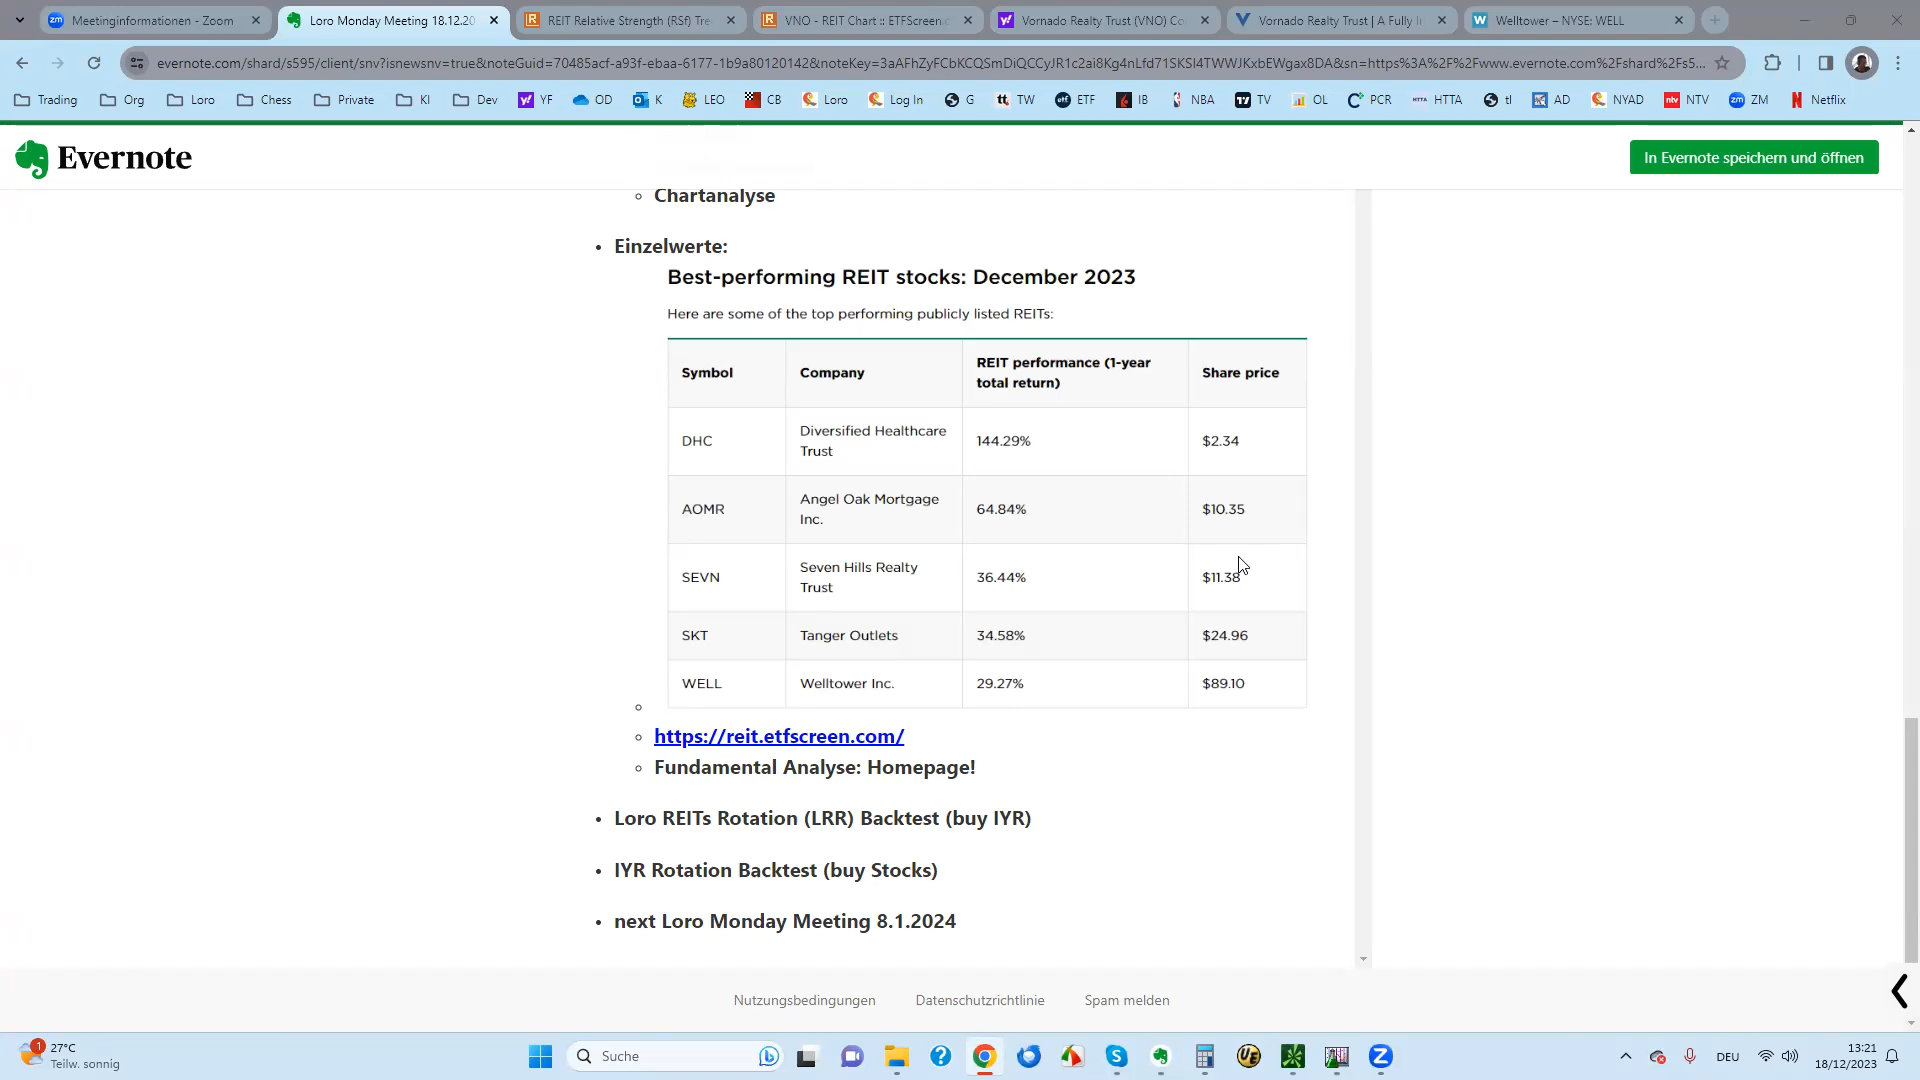 Meetinginformationen - Zoom
Loro Monday Meeting 18.12.20
REIT Relative Strength (RSf) Tre
VNO - REIT Chart :: ETFScreen.c
Vornado Realty Trust (VNO) Co
Vornado Realty Trust | A Fully I
Welltower – NYSE: WELL
evernote.com/shard/s595/client/snv?isnewsnv=true&noteGuid=70485acf-a93f-ebaa-6177-1b9a80120142&noteKey=3aAFhZyFCbKCQSmDiQCCyJR1c2ai8Kg4nLfd71SKSl4TWWJKxbEWgax8DA&sn=https%3A%2F%2Fwww.evernote.com%2Fshard%2Fs5...
Trading Org Loro Chess Private KI Dev YF OD K LEO CB Loro Log In G TW ETF IB NBA TV OL PCR HTTA tl AD NYAD NTV ZM Netflix
Evernote
In Evernote speichern und öffnen
Chartanalyse
Einzelwerte:
Best-performing REIT stocks: December 2023
Here are some of the top performing publicly listed REITs:
Symbol Company REIT performance (1-year total return) Share price
DHC Diversified Healthcare Trust 144.29% $2.34
AOMR Angel Oak Mortgage Inc. 64.84% $10.35
SEVN Seven Hills Realty Trust 36.44% $11.38
SKT Tanger Outlets 34.58% $24.96
WELL Welltower Inc. 29.27% $89.10
https://reit.etfscreen.com/
Fundamental Analyse: Homepage!
Loro REITs Rotation (LRR) Backtest (buy IYR)
IYR Rotation Backtest (buy Stocks)
next Loro Monday Meeting 8.1.2024
Nutzungsbedingungen Datenschutzrichtlinie Spam melden
1
27°C
Teilw. sonnig
Suche
DEU
13:21
18/12/2023